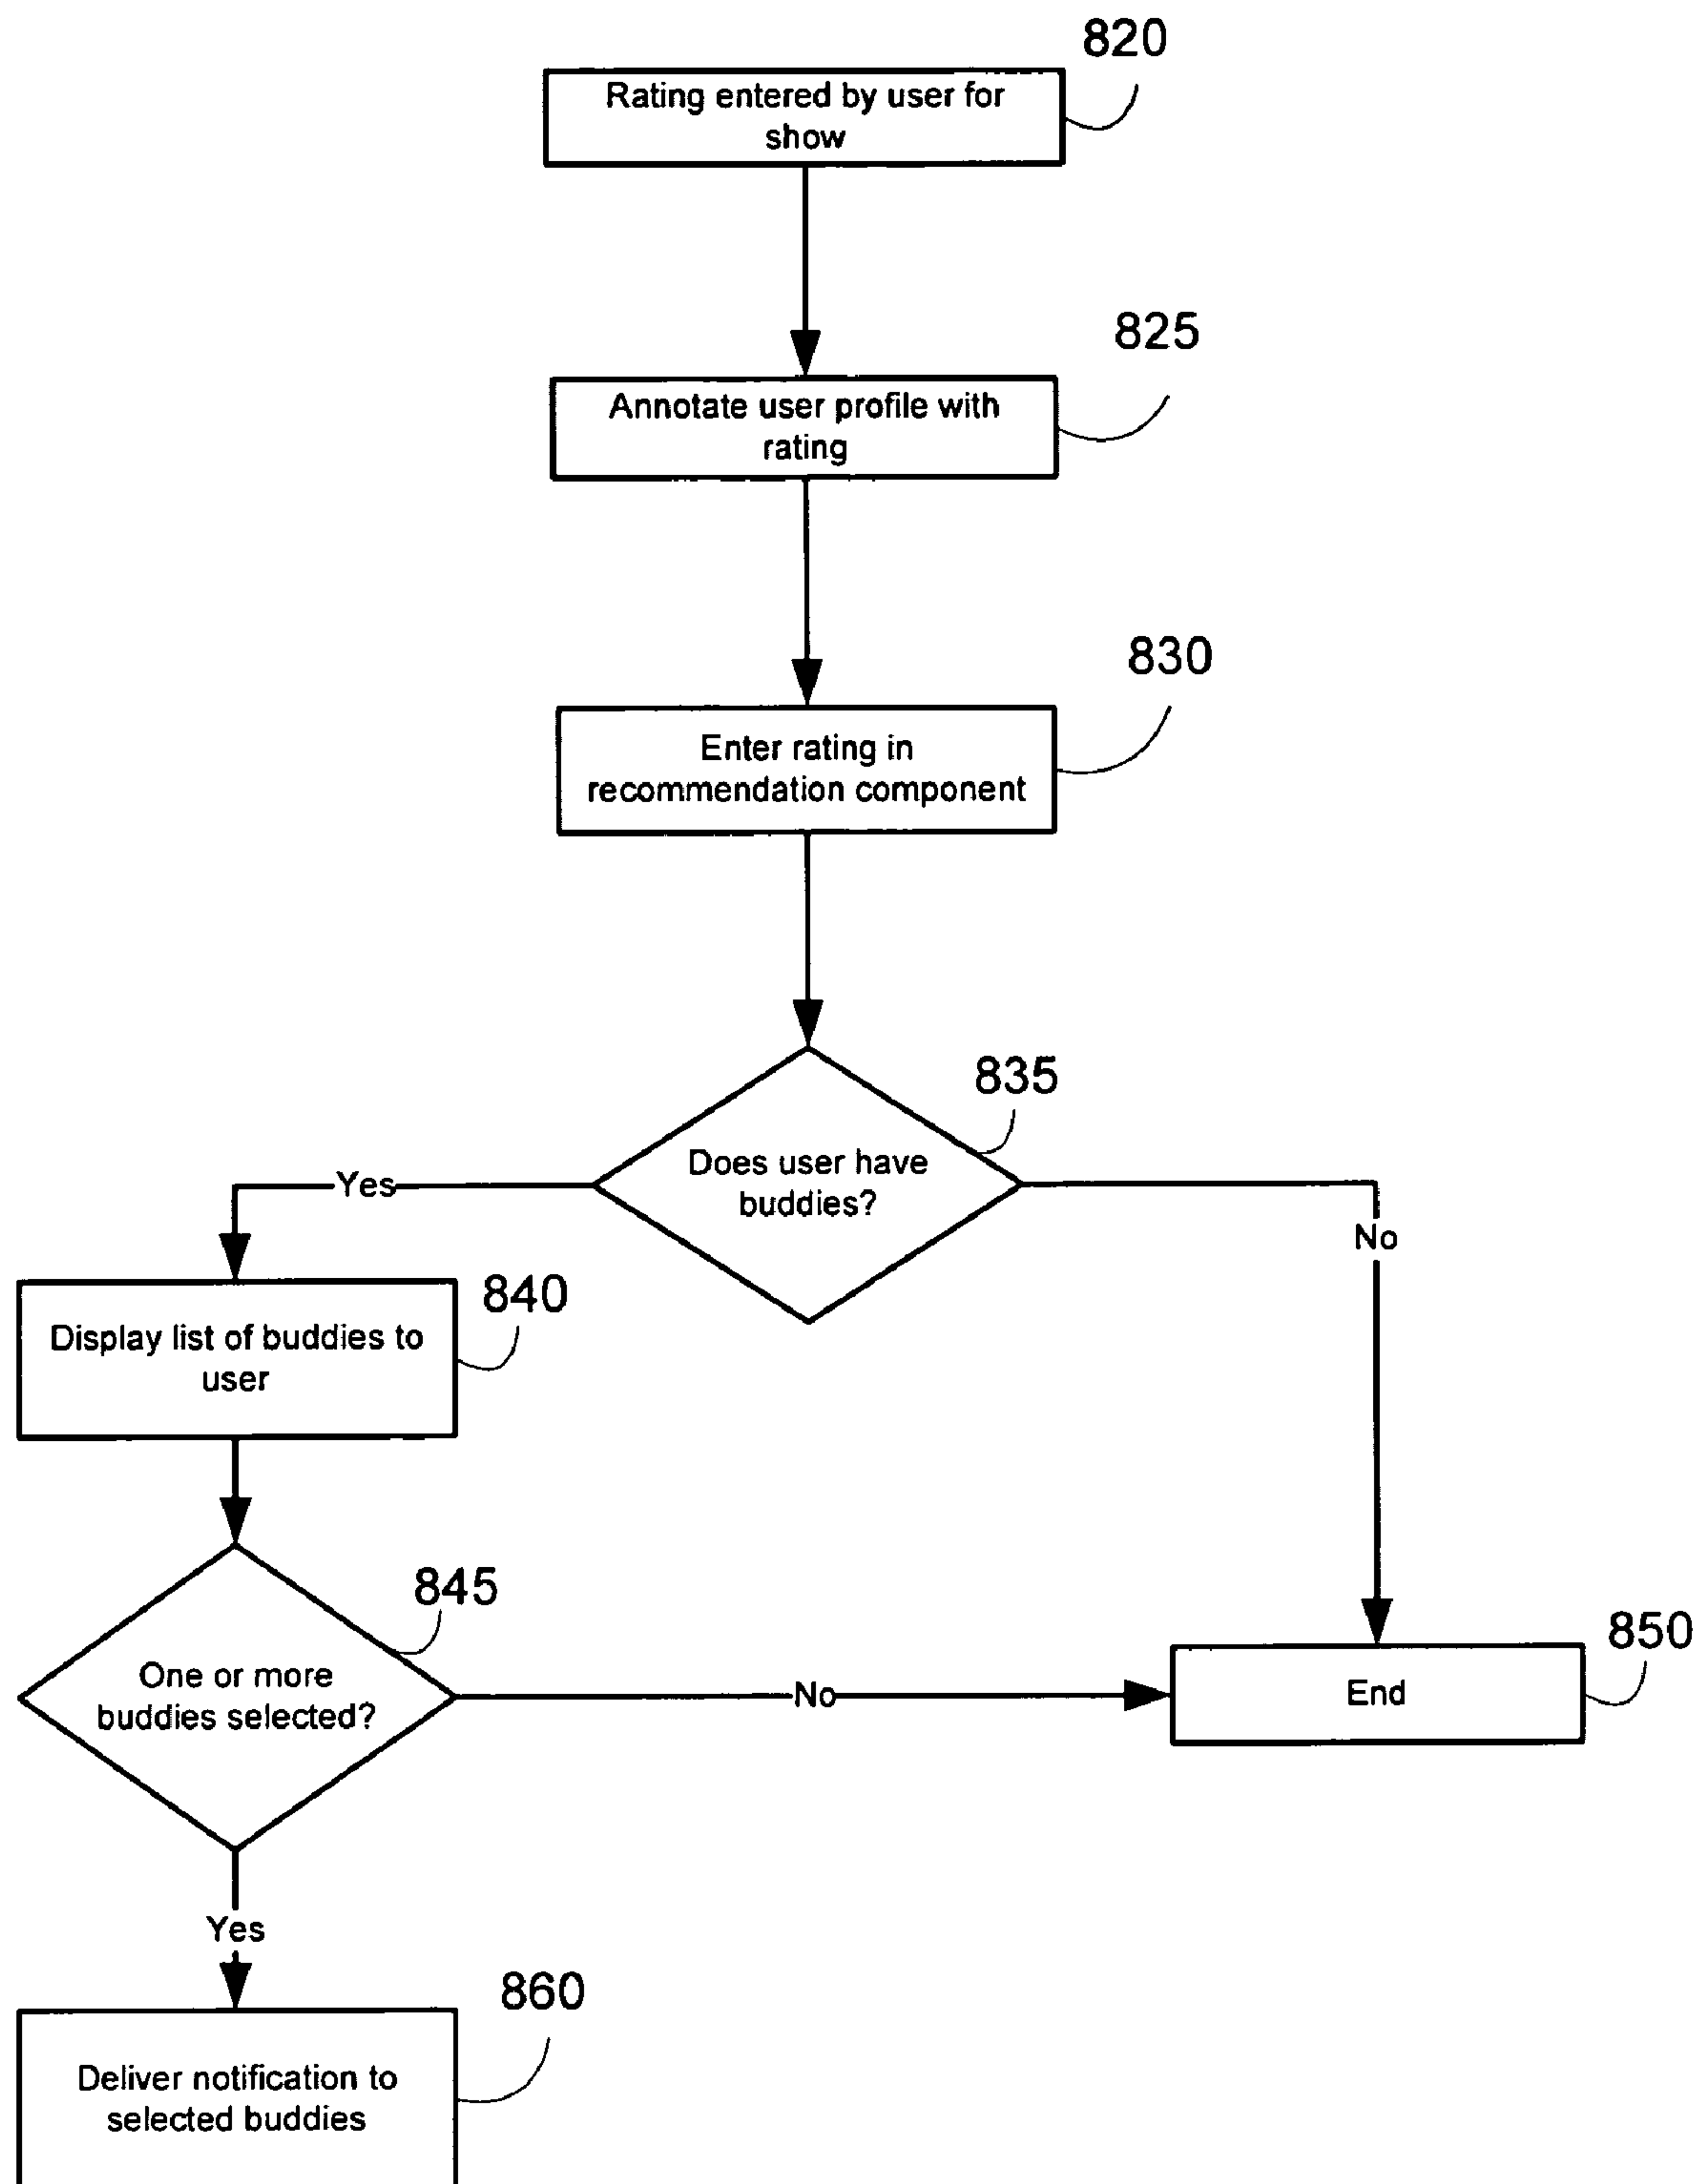 820
Rating entered by user for
show
825
Annotate user profile with
rating
830
Enter rating in
recommendation component
835
Does user have
buddies?
Yes
No
840
Display list of buddies to
user
845
One or more
buddies selected?
No
850
End
Yes
860
Deliver notification to
selected buddies